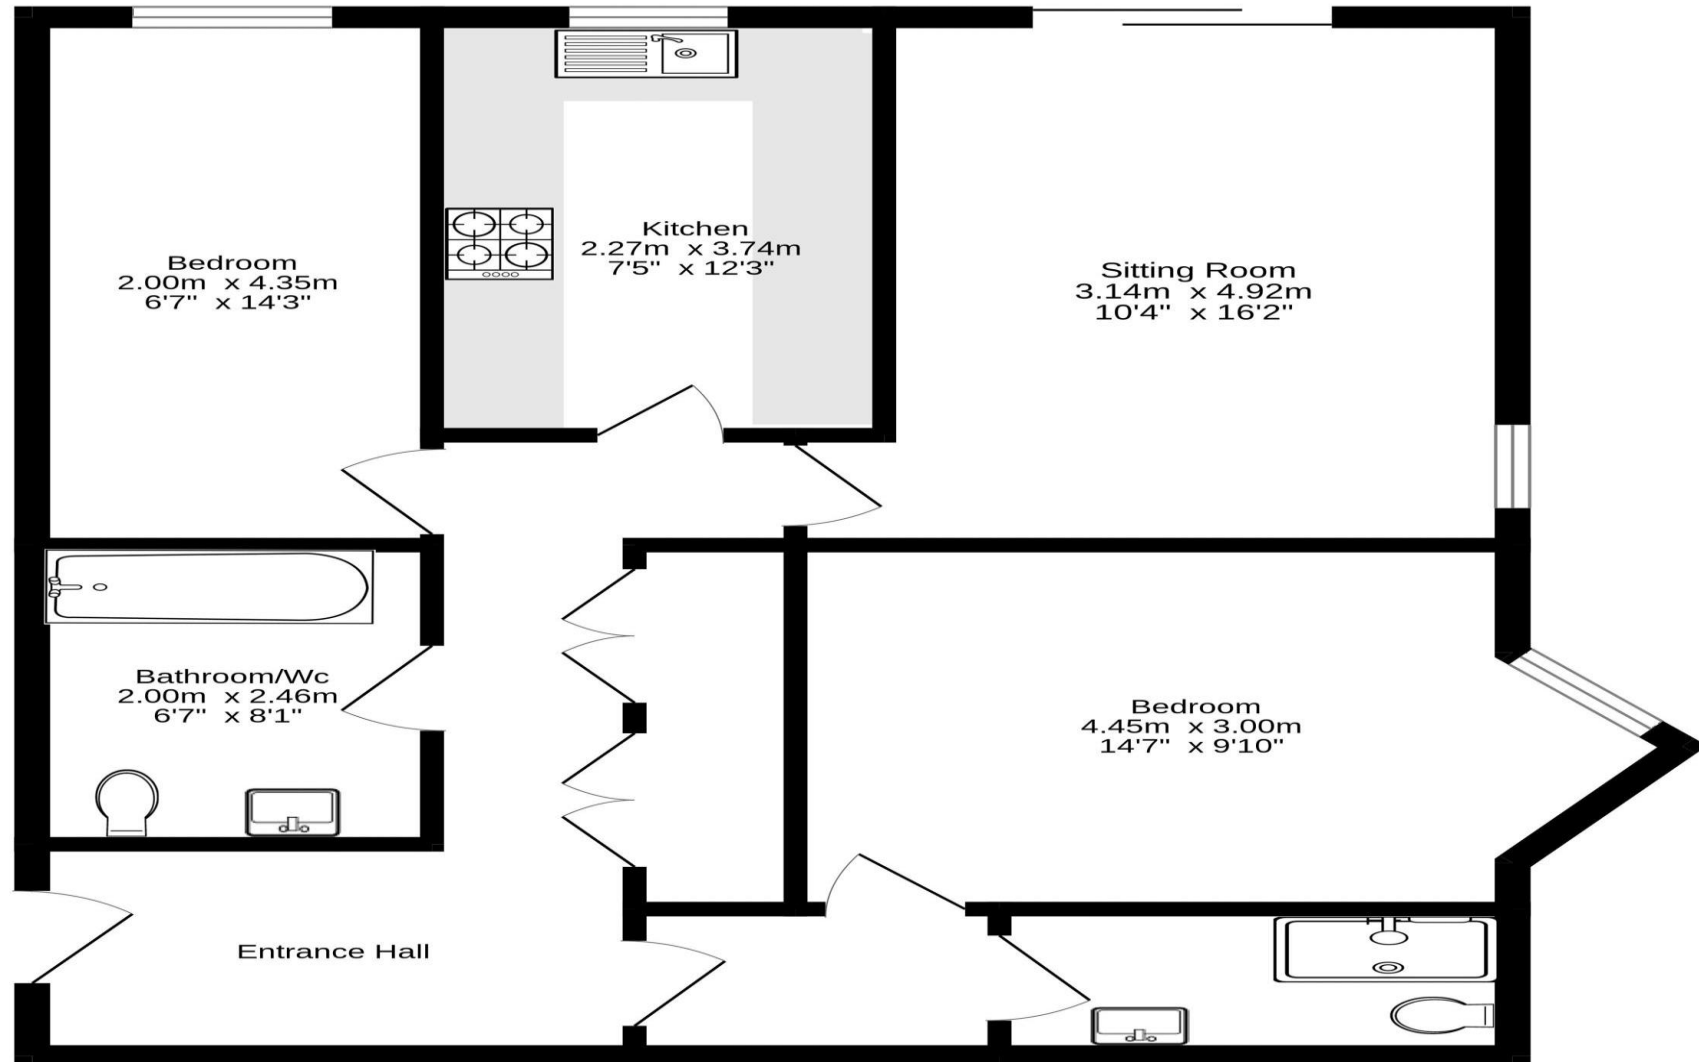 Bedroom
2.00m x 4.35m
6'7" x 14'3"
Kitchen
2.27m x 3.74m
7'5" x 12'3"
Sitting Room
3.14m x 4.92m
10'4" x 16'2"
Bathroom/Wc
2.00m x 2.46m
6'7" x 8'1"
Bedroom
4.45m x 3.00m
14'7" x 9'10"
Entrance Hall